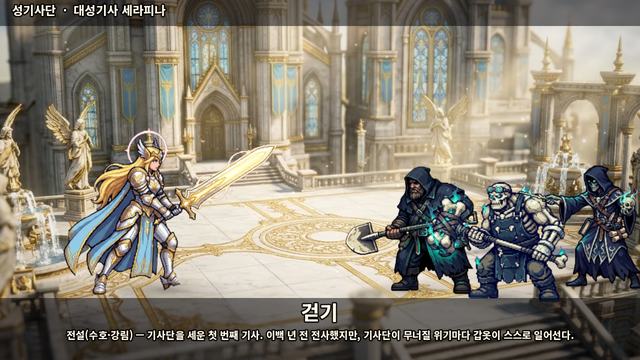 성기사단 · 대성기사 세라피나
걷기
전설(수호·강림) — 기사단을 세운 첫 번째 기사. 이백 년 전 전사했지만, 기사단이 무너질 위기마다 갑옷이 스스로 일어선다.